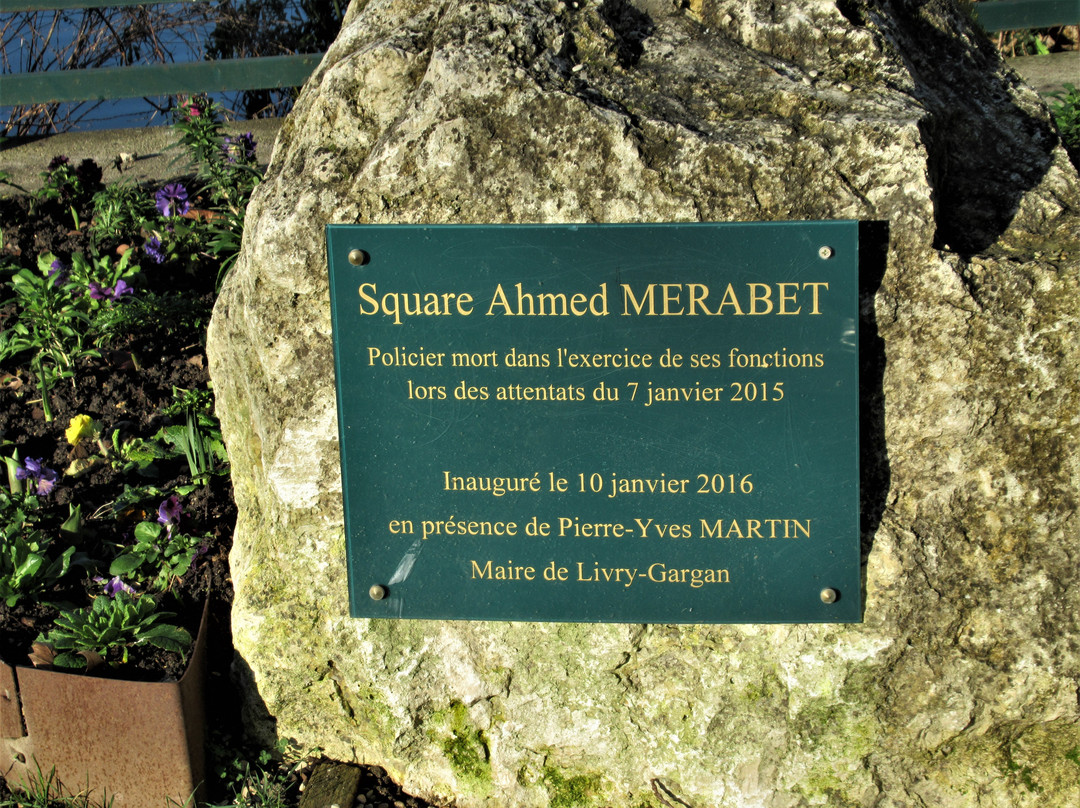 Square Ahmed MERABET
Policier mort dans l'exercice de ses fonctions
lors des attentats du 7 janvier 2015
Inauguré le 10 janvier 2016
en présence de Pierre-Yves MARTIN
Maire de Livry-Gargan